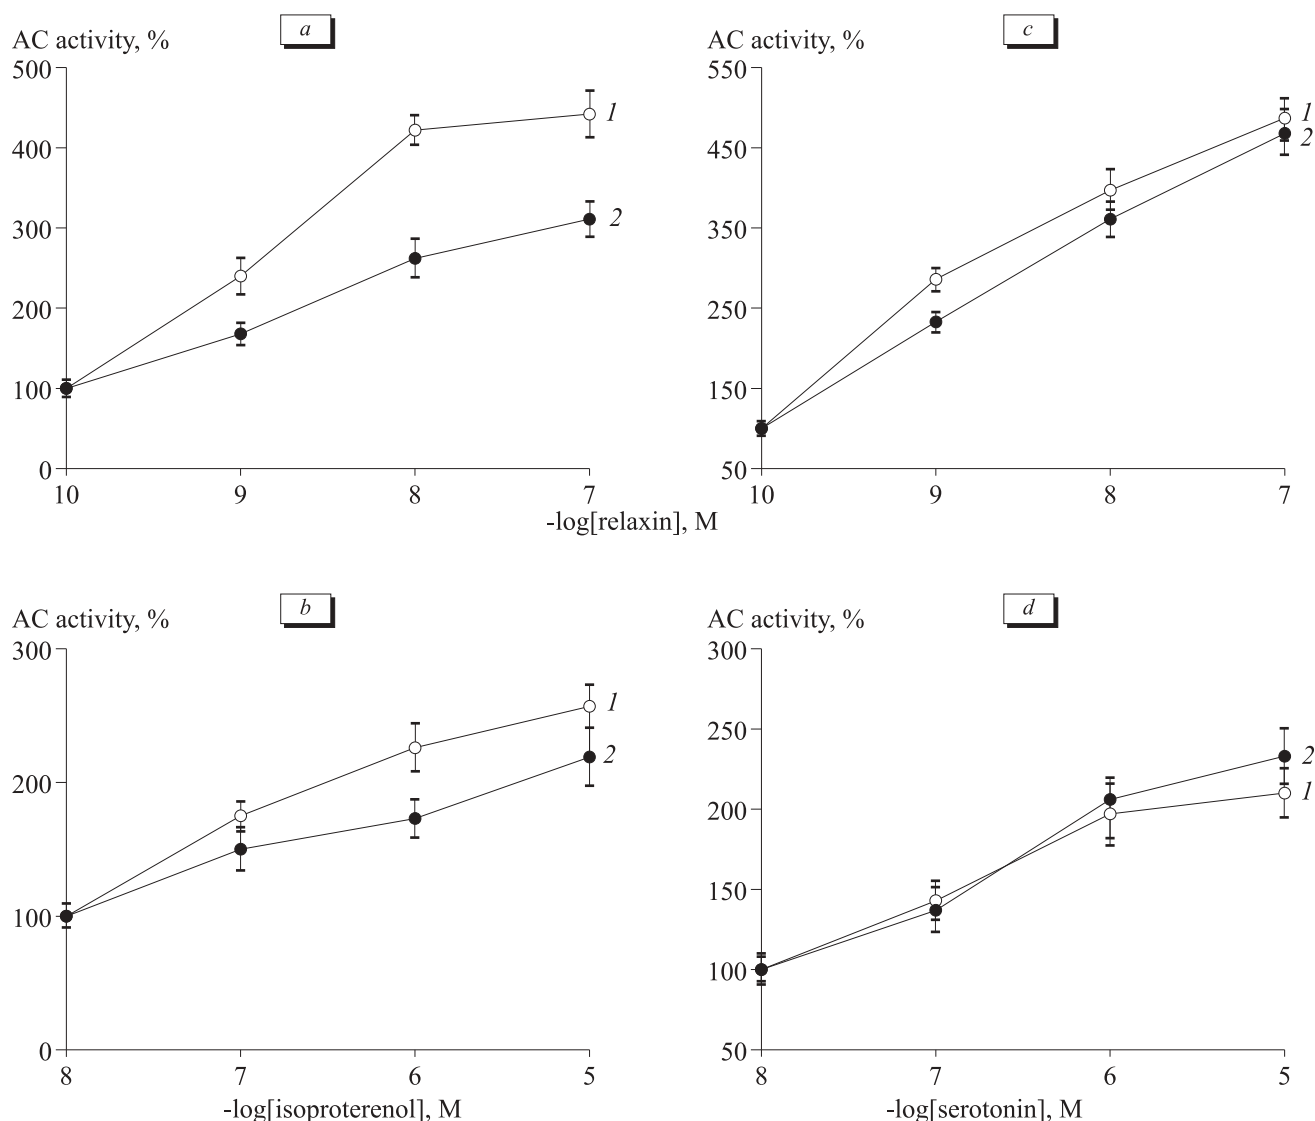 a
AC activity, %
500
400
300
200
100
0
10 9 8 7
1
2
c
AC activity, %
550
450
350
250
150
50
10 9 8 7
1
2
-log[relaxin], M
b
AC activity, %
300
200
100
0
8 7 6 5
1
2
-log[isoproterenol], M
d
AC activity, %
300
250
200
150
100
50
8 7 6 5
2
1
-log[serotonin], M